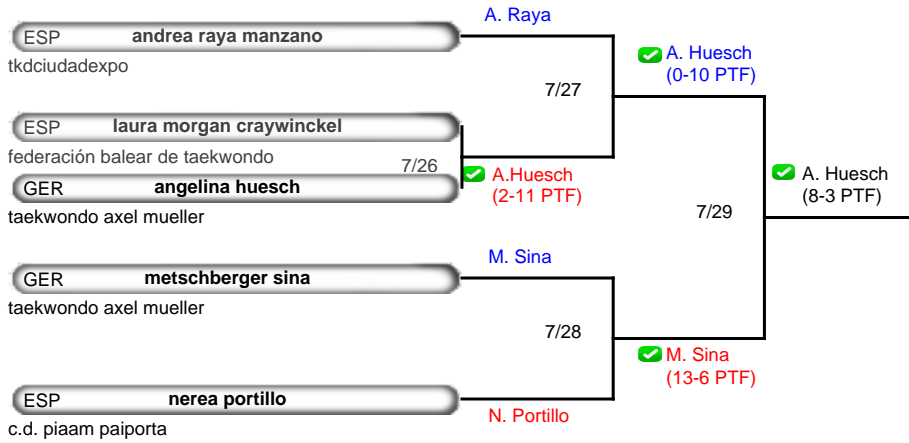 A. Raya
ESP andrea raya manzano
tkdciudadexpo
A. Huesch
(0-10 PTF)
7/27
ESP laura morgan craywinckel
federación balear de taekwondo
7/26
A.Huesch
(2-11 PTF)
GER angelina huesch
taekwondo axel mueller
A. Huesch
(8-3 PTF)
7/29
M. Sina
GER metschberger sina
taekwondo axel mueller
7/28
M. Sina
(13-6 PTF)
ESP nerea portillo
N. Portillo
c.d. piaam paiporta